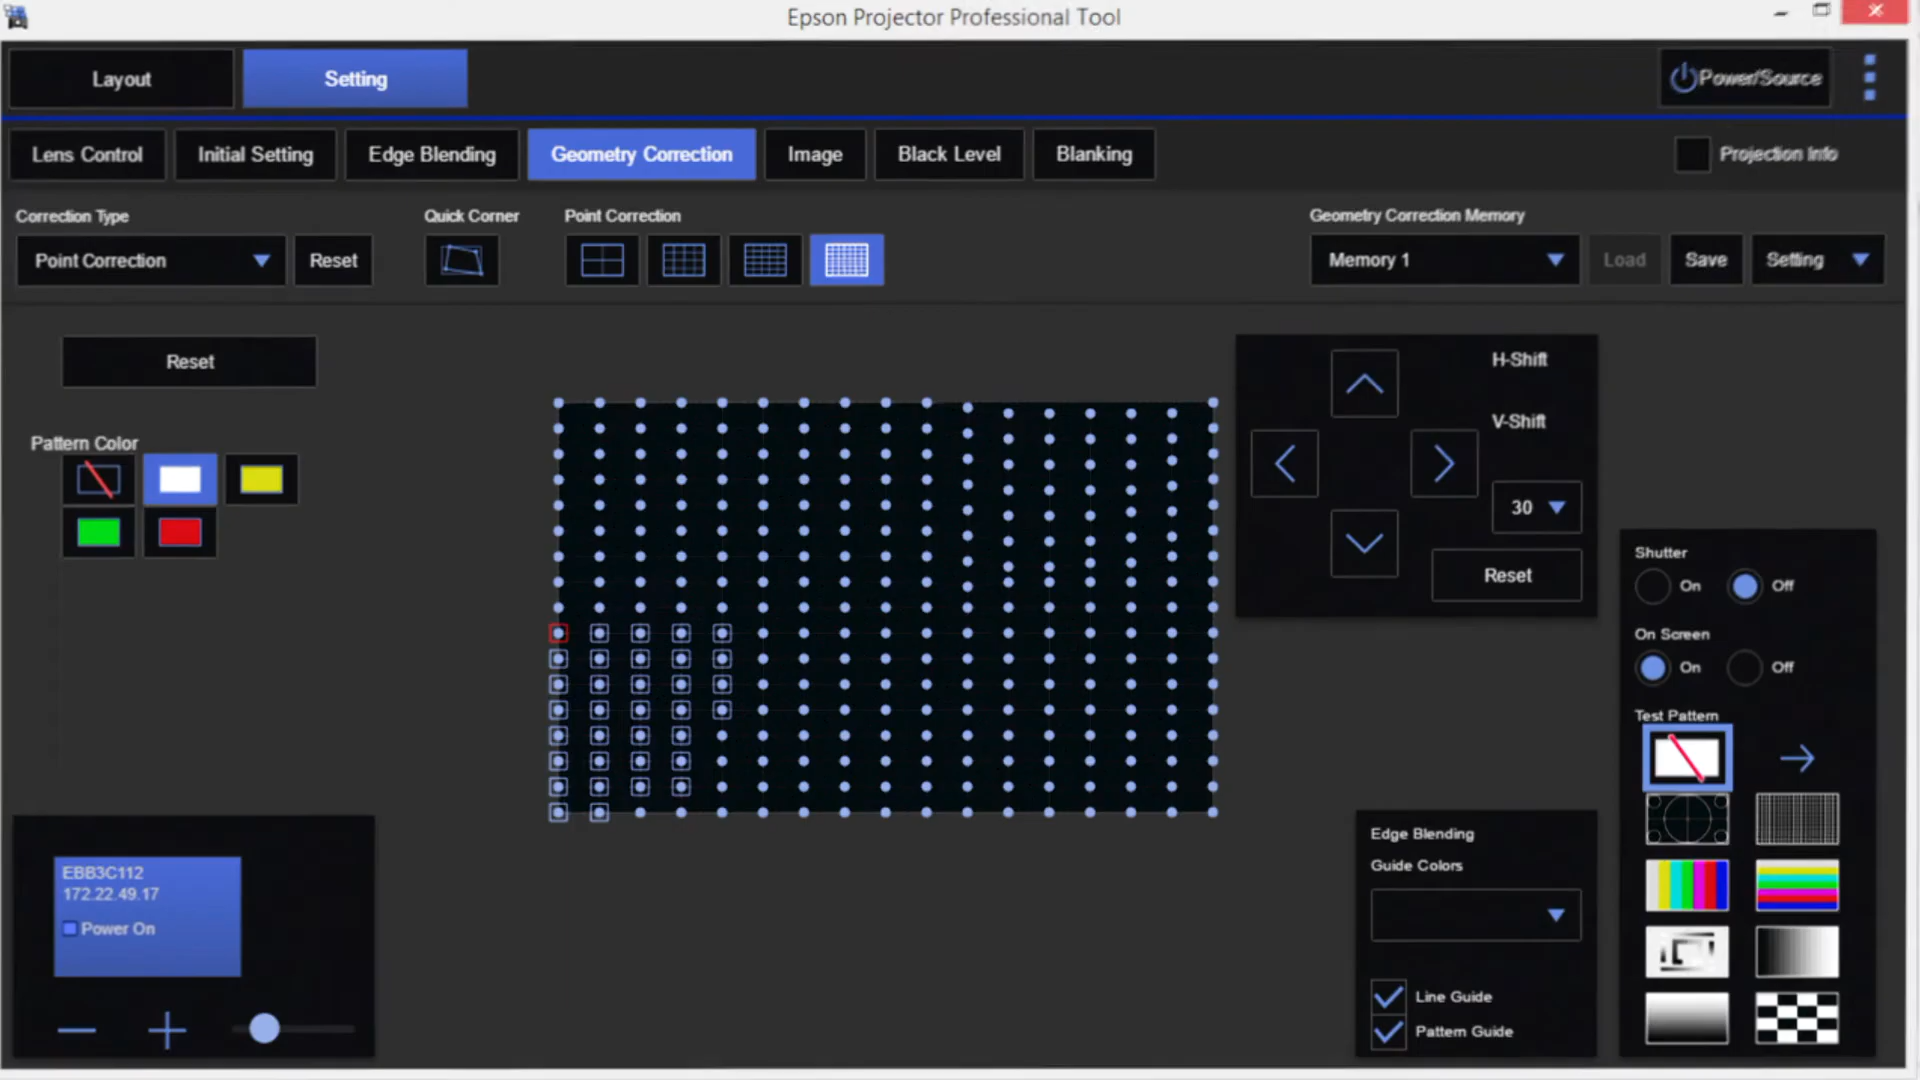 Epson Projector Professional Tool
Layout
Setting
Power/Source
Lens Control
Initial Setting
Edge Blending
Geometry Correction
Image
Black Level
Blanking
Projection Info
Correction Type
Quick Corner
Point Correction
Geometry Correction Memory
Point Correction
Reset
Memory 1
Load
Save
Setting
Reset
Pattern Color
H-Shift
V-Shift
30
Reset
Shutter
On
Off
On Screen
On
Off
Test Pattern
EBB3C112
172.22.49.17
Power On
Edge Blending
Guide Colors
Line Guide
Pattern Guide